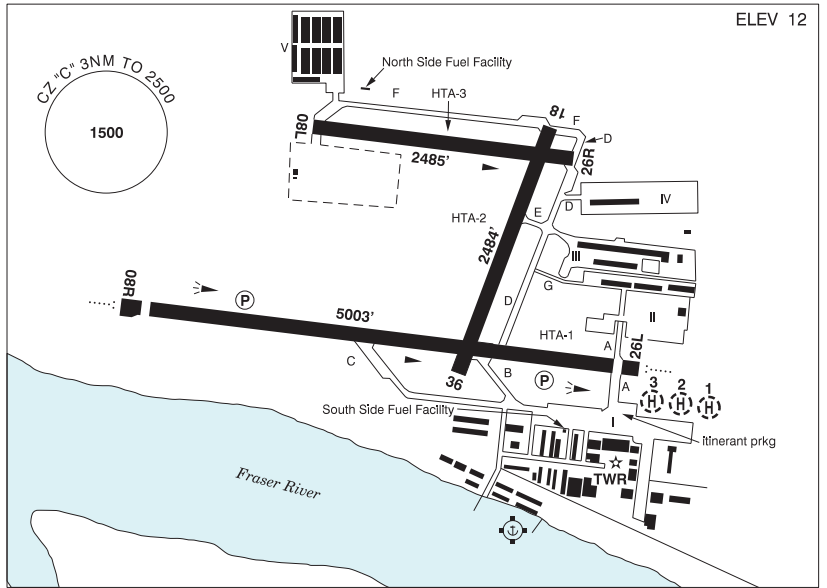 ELEV 12
CZ "C" 3NM TO 2500
1500
V
North Side Fuel Facility
F
HTA-3
18
F
D
08L
2485'
26R
D
IV
HTA-2
E
2484'
III
08R
P
5003'
D
G
II
HTA-1
A
26L
C
B
P
A
3
2
1
H
H
H
36
South Side Fuel Facility
I
Itinerant prkg
TWR
Fraser River